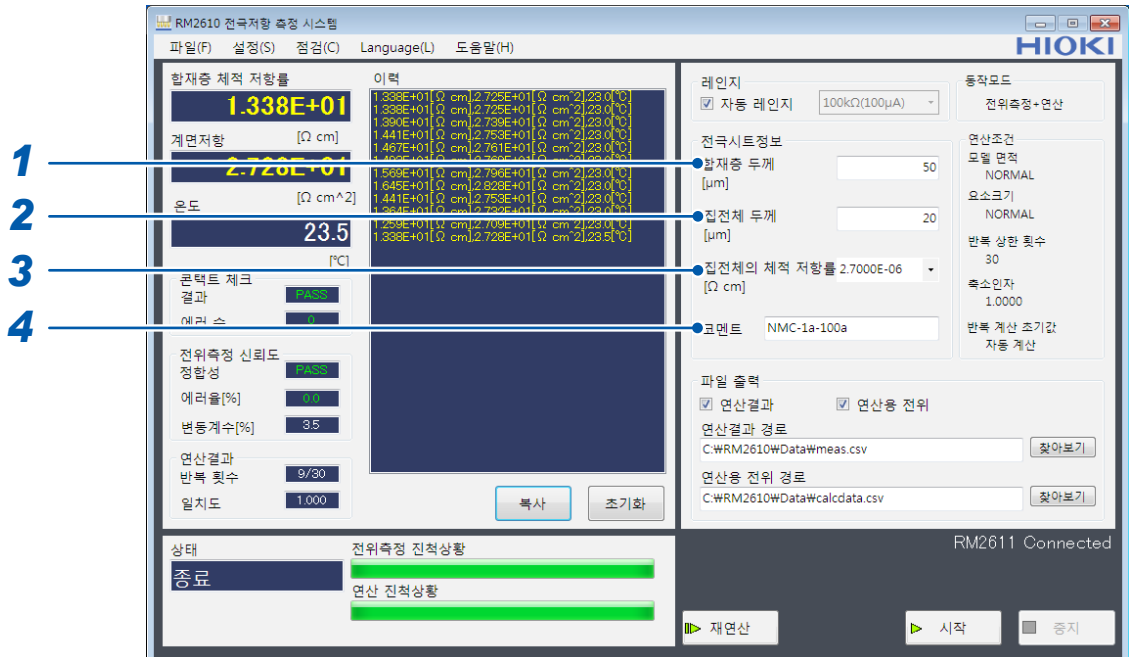 RM2610 전극저항 측정 시스템
파일(F) 설정(S) 점검(C) Language(L) 도움말(H)
HIOKI
합재층 체적 저항률
1.338E+01
[Ω cm]
계면저항
2.728E+01
[Ω cm^2]
온도
23.5
[℃]
콘택트 체크
결과 PASS
에러 수 0
전위측정 신뢰도
정합성 PASS
에러율[%] 0.0
변동계수[%] 3.5
연산결과
반복 횟수 9/30
일치도 1.000
이력
1.338E+01[Ω cm],2.725E+01[Ω cm^2],23.0[℃]
1.338E+01[Ω cm],2.725E+01[Ω cm^2],23.0[℃]
1.390E+01[Ω cm],2.739E+01[Ω cm^2],23.0[℃]
1.441E+01[Ω cm],2.753E+01[Ω cm^2],23.0[℃]
1.467E+01[Ω cm],2.761E+01[Ω cm^2],23.0[℃]
1.569E+01[Ω cm],2.796E+01[Ω cm^2],23.0[℃]
1.645E+01[Ω cm],2.828E+01[Ω cm^2],23.0[℃]
1.441E+01[Ω cm],2.753E+01[Ω cm^2],23.0[℃]
1.364E+01[Ω cm],2.732E+01[Ω cm^2],23.0[℃]
1.259E+01[Ω cm],2.709E+01[Ω cm^2],23.0[℃]
1.338E+01[Ω cm],2.728E+01[Ω cm^2],23.5[℃]
복사 초기화
레인지
자동 레인지 100kΩ(100μA)
전극시트정보
1 합재층 두께 50
[μm]
2 집전체 두께 20
[μm]
3 집전체의 체적 저항률 2.7000E-06
[Ω cm]
4 코멘트 NMC-1a-100a
동작모드
전위측정+연산
연산조건
모델 면적
NORMAL
요소크기
NORMAL
반복 상한 횟수
30
축소인자
1.0000
반복 계산 초기값
자동 계산
파일 출력
연산결과 연산용 전위
연산결과 경로
C:₩RM2610₩Data₩meas.csv 찾아보기
연산용 전위 경로
C:₩RM2610₩Data₩calcdata.csv 찾아보기
상태
종료
전위측정 진척상황
연산 진척상황
RM2611 Connected
재연산 시작 중지